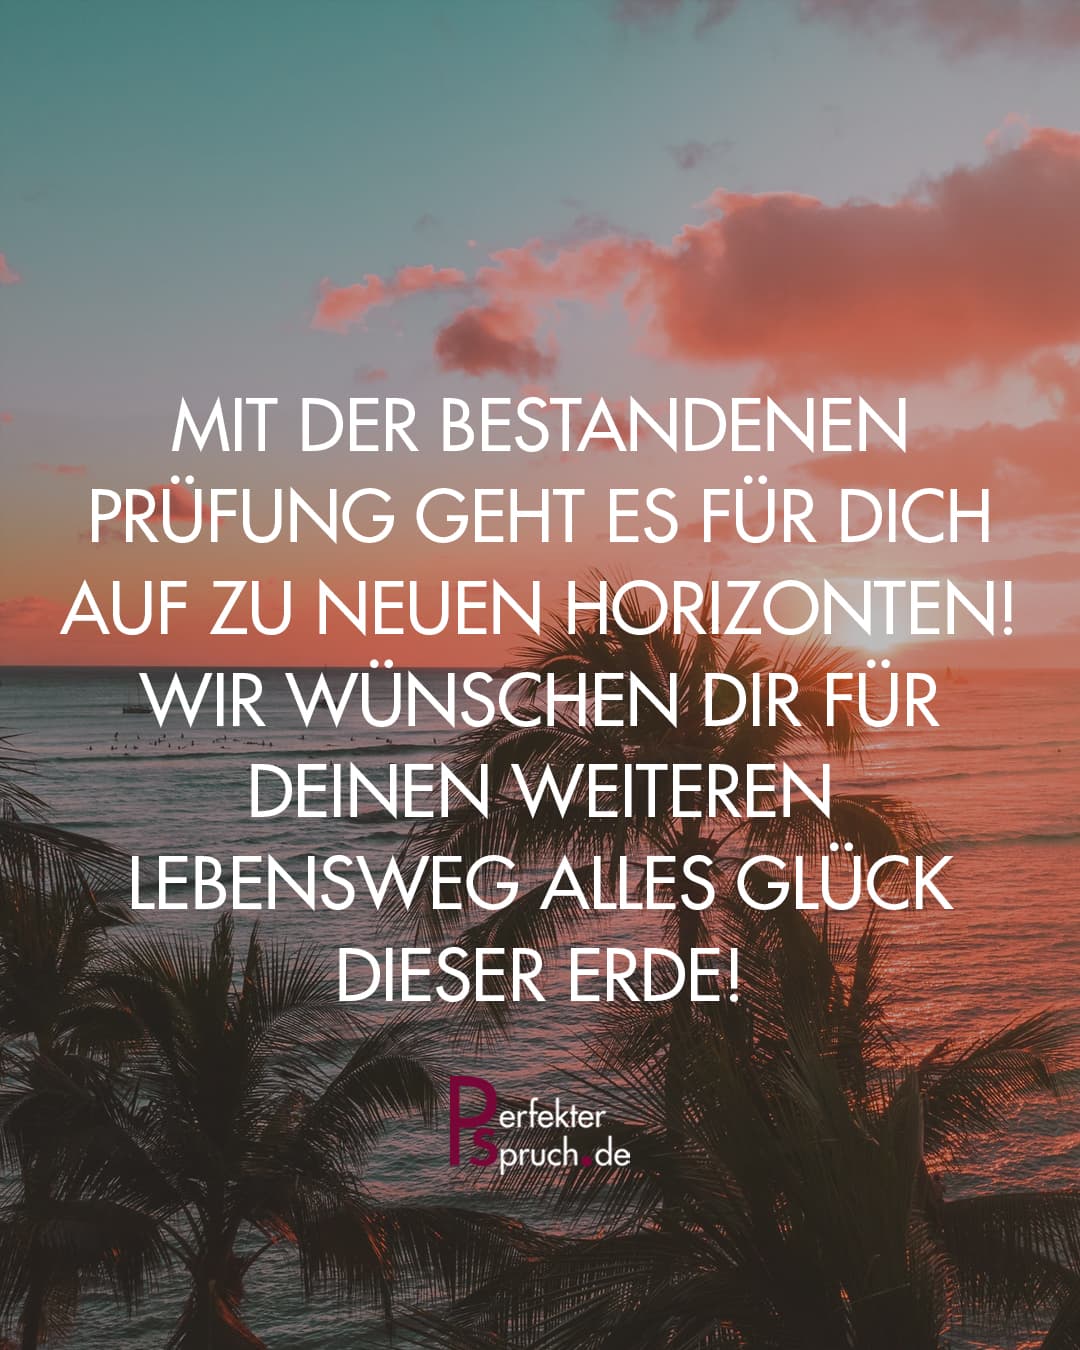 MIT DER BESTANDENEN
PRÜFUNG GEHT ES FÜR DICH
AUF ZU NEUEN HORIZONTEN!
WIR WÜNSCHEN DIR FÜR
DEINEN WEITEREN
LEBENSWEG ALLES GLÜCK
DIESER ERDE!
Perfekter
Spruch.de